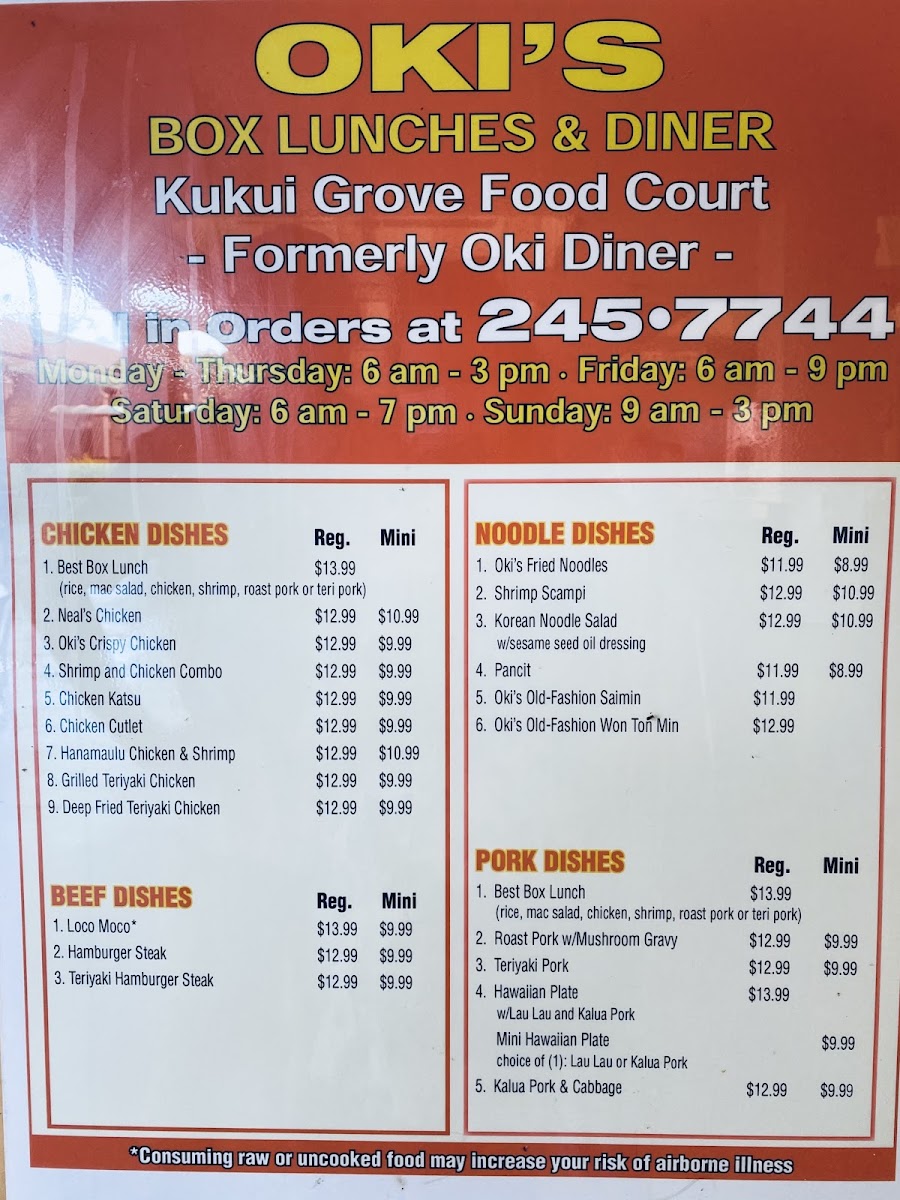 OKI'S
BOX LUNCHES & DINER
Kukui Grove Food Court
- Formerly Oki Diner -
in Orders at 245•7744
Monday - Thursday: 6 am - 3 pm • Friday: 6 am - 9 pm
Saturday: 6 am - 7 pm • Sunday: 9 am - 3 pm
CHICKEN DISHES Reg. Mini
1. Best Box Lunch $13.99
(rice, mac salad, chicken, shrimp, roast pork or teri pork)
2. Neal's Chicken $12.99 $10.99
3. Oki's Crispy Chicken $12.99 $9.99
4. Shrimp and Chicken Combo $12.99 $9.99
5. Chicken Katsu $12.99 $9.99
6. Chicken Cutlet $12.99 $9.99
7. Hanamaulu Chicken & Shrimp $12.99 $10.99
8. Grilled Teriyaki Chicken $12.99 $9.99
9. Deep Fried Teriyaki Chicken $12.99 $9.99
BEEF DISHES Reg. Mini
1. Loco Moco* $13.99 $9.99
2. Hamburger Steak $12.99 $9.99
3. Teriyaki Hamburger Steak $12.99 $9.99
NOODLE DISHES Reg. Mini
1. Oki's Fried Noodles $11.99 $8.99
2. Shrimp Scampi $12.99 $10.99
3. Korean Noodle Salad $12.99 $10.99
w/sesame seed oil dressing
4. Pancit $11.99 $8.99
5. Oki's Old-Fashion Saimin $11.99
6. Oki's Old-Fashion Won Ton Min $12.99
PORK DISHES Reg. Mini
1. Best Box Lunch $13.99
(rice, mac salad, chicken, shrimp, roast pork or teri pork)
2. Roast Pork w/Mushroom Gravy $12.99 $9.99
3. Teriyaki Pork $12.99 $9.99
4. Hawaiian Plate $13.99
w/Lau Lau and Kalua Pork
Mini Hawaiian Plate $9.99
choice of (1): Lau Lau or Kalua Pork
5. Kalua Pork & Cabbage $12.99 $9.99
*Consuming raw or uncooked food may increase your risk of airborne illness